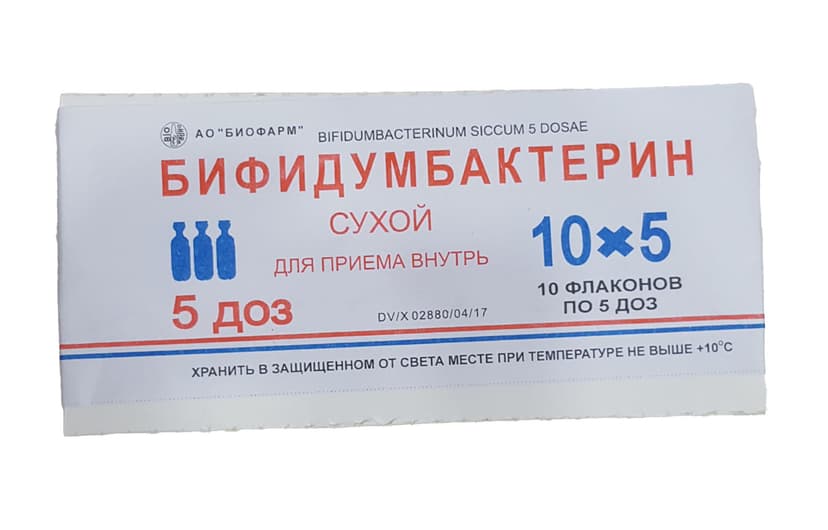 АО "БИОФАРМ" BIFIDUMBACTERINUM SICCUM 5 DOSAE
БИФИДУМБАКТЕРИН
СУХОЙ
ДЛЯ ПРИЕМА ВНУТРЬ
10×5
10 ФЛАКОНОВ
ПО 5 ДОЗ
5 ДОЗ
DV/X 02880/04/17
ХРАНИТЬ В ЗАЩИЩЕННОМ ОТ СВЕТА МЕСТЕ ПРИ ТЕМПЕРАТУРЕ НЕ ВЫШЕ +10°С